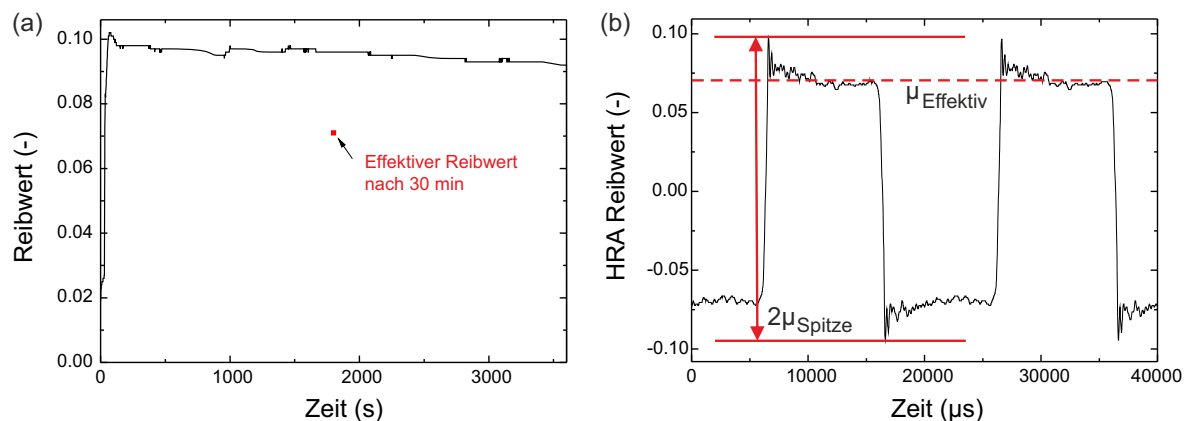 (a)
Reibwert (-)
0.10
0.08
0.06
0.04
0.02
0.00
0
1000
2000
3000
Zeit (s)
Effektiver Reibwert
nach 30 min
(b)
HRA Reibwert (-)
0.10
0.05
0.00
-0.05
-0.10
0
10000
20000
30000
40000
Zeit (µs)
µEffektiv
2µSpitze